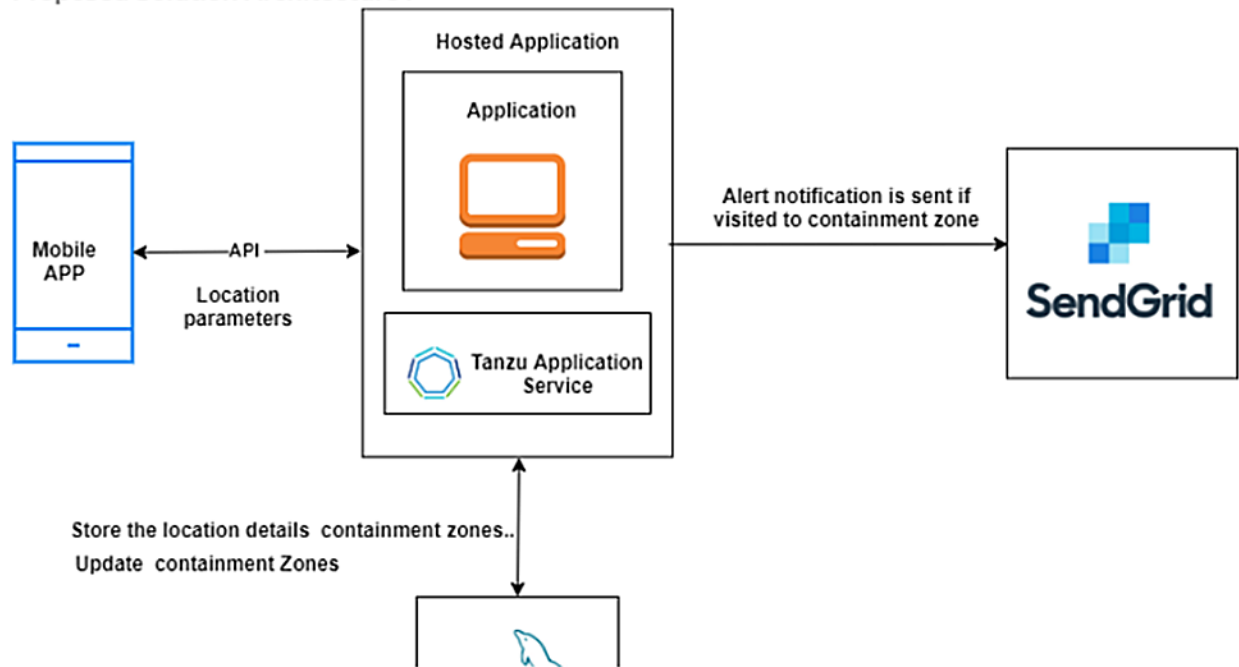 Hosted Application
Application
Mobile
APP
API
Location
parameters
Alert notification is sent if
visited to containment zone
SendGrid
Tanzu Application
Service
Store the location details  containment zones..
Update  containment Zones